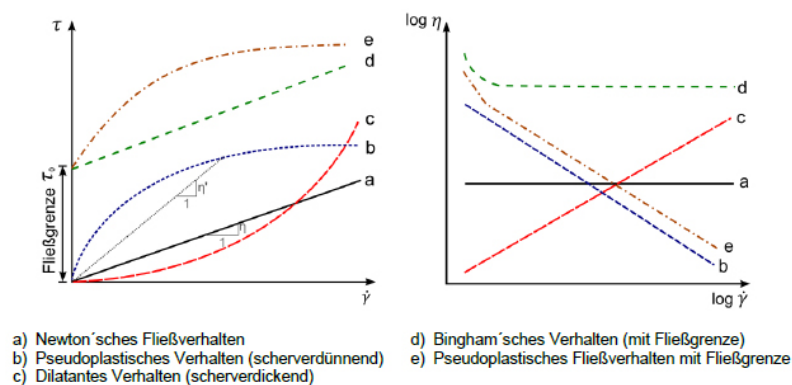 τ
e
d
c
b
a
Fließgrenze τ₀
η'
1
η
1
γ̇
log η
d
c
a
e
b
log γ̇
a) Newton´sches Fließverhalten
b) Pseudoplastisches Verhalten (scherverdünnend)
c) Dilatantes Verhalten (scherverdickend)
d) Bingham´sches Verhalten (mit Fließgrenze)
e) Pseudoplastisches Fließverhalten mit Fließgrenze